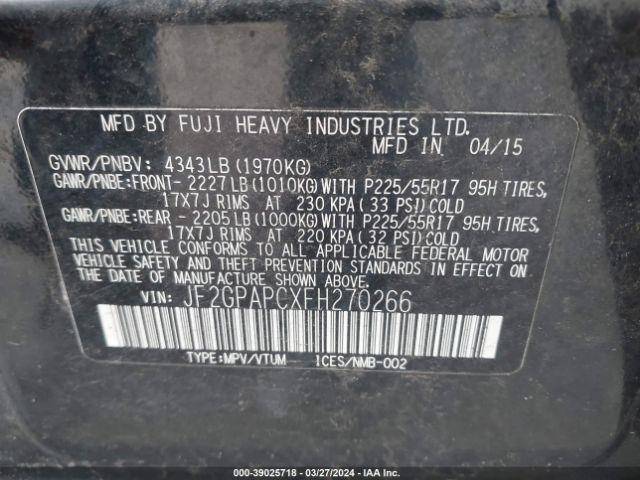 MFD BY FUJI HEAVY INDUSTRIES LTD.
MFD IN 04/15
GVWR/PNBV: 4343LB (1970KG)
GAWR/PNBE:FRONT- 2227LB(1010KG) WITH P225/55R17 95H TIRES,
17X7J RIMS AT 230 KPA (33 PSI) COLD
GAWR/PNBE:REAR - 2205LB(1000KG) WITH P225/55R17 95H TIRES,
17X7J RIMS AT 220 KPA (32 PSI) COLD
THIS VEHICLE CONFORMS TO ALL APPLICABLE FEDERAL MOTOR
VEHICLE SAFETY AND THEFT PREVENTION STANDARDS IN EFFECT ON
THE DATE OF MANUFACTURE SHOWN ABOVE.
VIN: JF2GPAPCXFH270266
TYPE:MPV/VTUM ICES/NMB-002
000-39025718 - 03/27/2024 - IAA Inc.